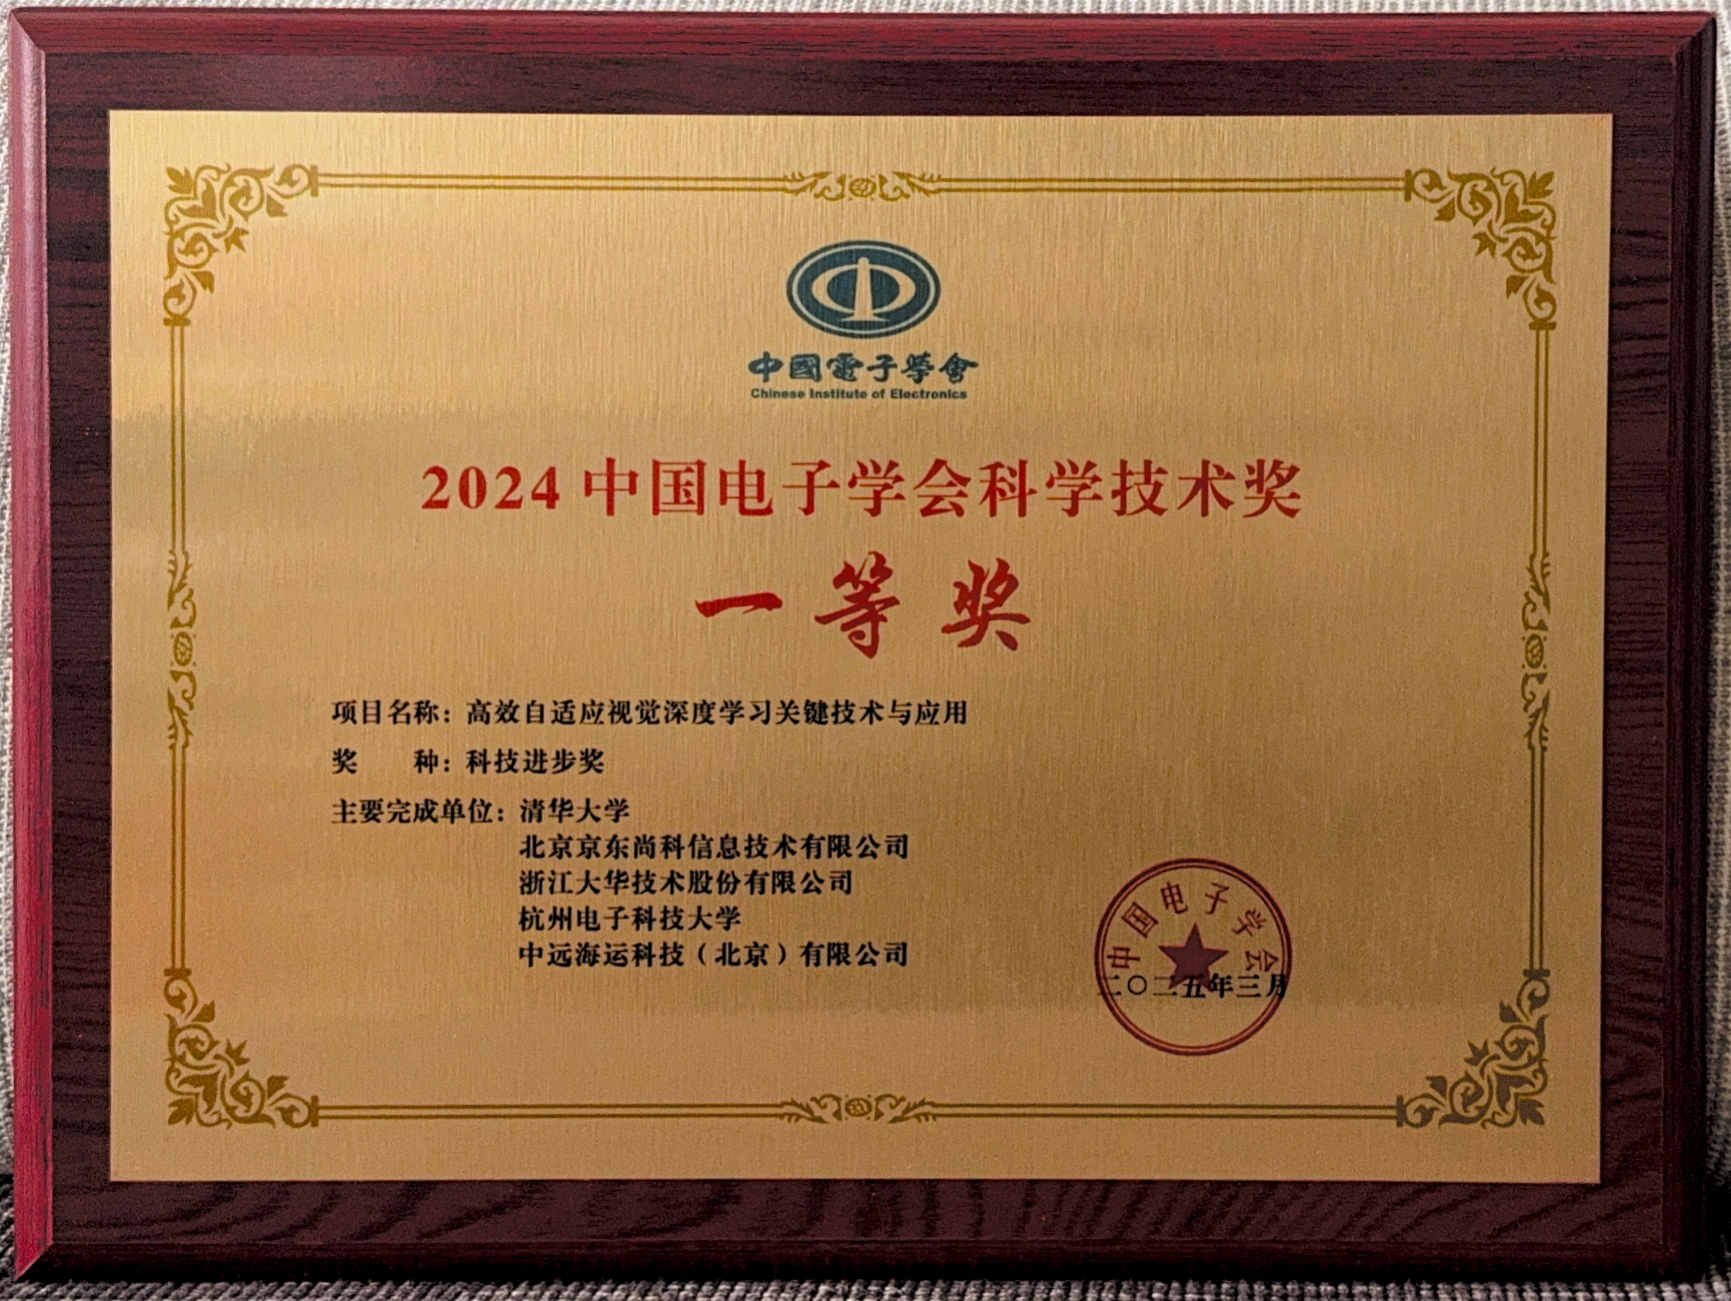 中國電子學會
Chinese Institute of Electronics
2024 中国电子学会科学技术奖
一等奖
项目名称：高效自适应视觉深度学习关键技术与应用
奖 种：科技进步奖
主要完成单位：清华大学
北京京东尚科信息技术有限公司
浙江大华技术股份有限公司
杭州电子科技大学
中远海运科技（北京）有限公司
中国电子学会
二〇二五年三月